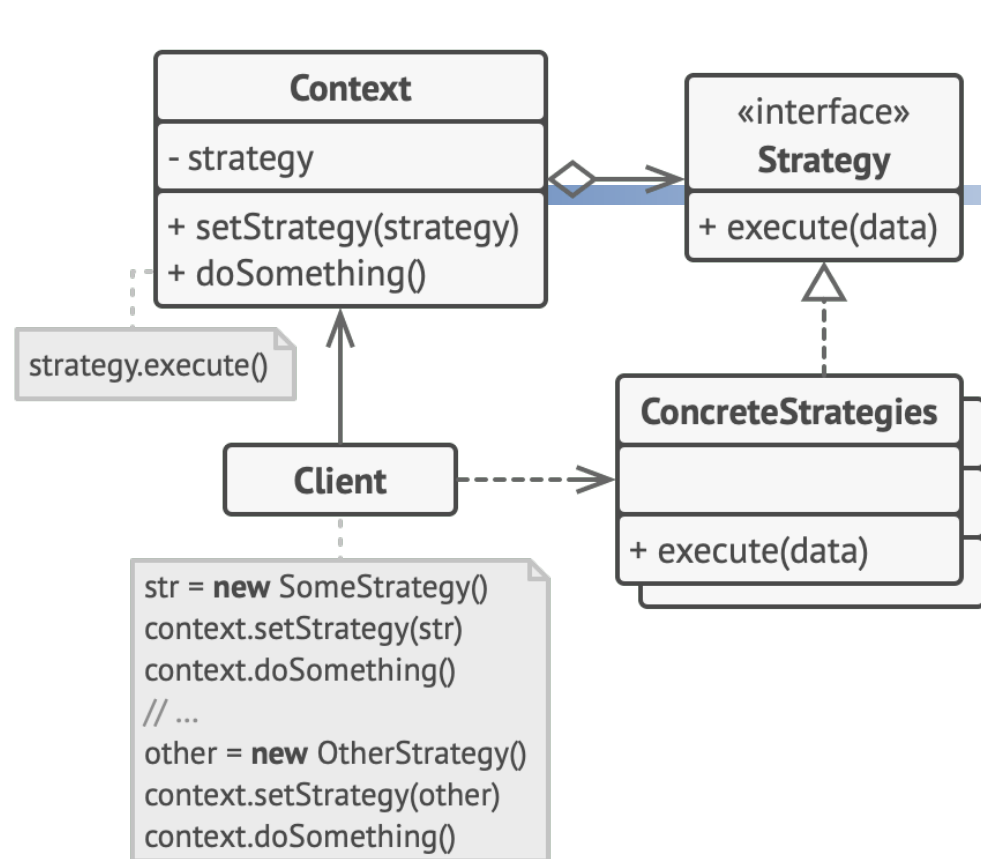 Context
- strategy
+ setStrategy(strategy)
+ doSomething()
«interface»
Strategy
+ execute(data)
strategy.execute()
Client
ConcreteStrategies
+ execute(data)
str = new SomeStrategy()
context.setStrategy(str)
context.doSomething()
// ...
other = new OtherStrategy()
context.setStrategy(other)
context.doSomething()